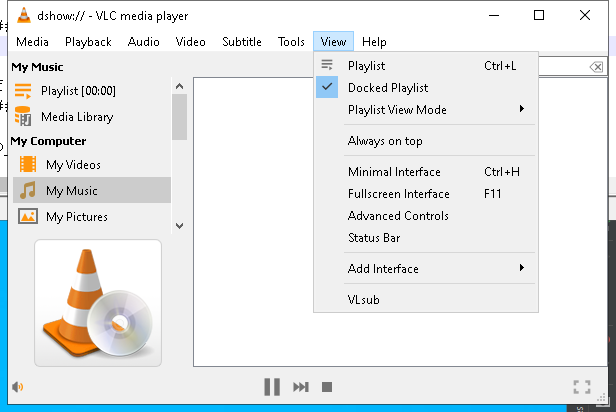 dshow:// - VLC media player
Media Playback Audio Video Subtitle Tools View Help
My Music
Playlist [00:00]
Media Library
My Computer
My Videos
My Music
My Pictures
Playlist Ctrl+L
Docked Playlist
Playlist View Mode
Always on top
Minimal Interface Ctrl+H
Fullscreen Interface F11
Advanced Controls
Status Bar
Add Interface
VLsub